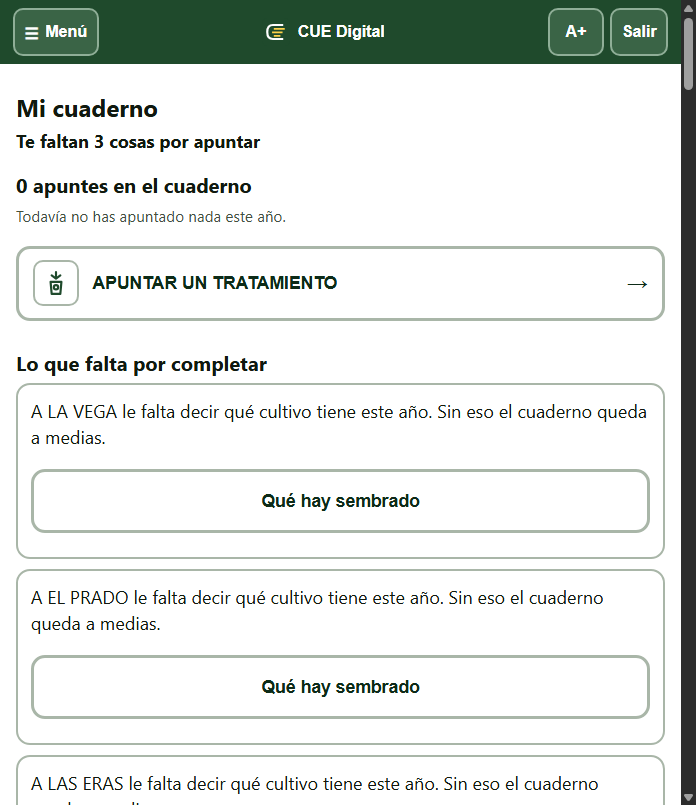 Menú
CUE Digital
A+
Salir
Mi cuaderno
Te faltan 3 cosas por apuntar
0 apuntes en el cuaderno
Todavía no has apuntado nada este año.
APUNTAR UN TRATAMIENTO →
Lo que falta por completar
A LA VEGA le falta decir qué cultivo tiene este año. Sin eso el cuaderno queda
a medias.
Qué hay sembrado
A EL PRADO le falta decir qué cultivo tiene este año. Sin eso el cuaderno
queda a medias.
Qué hay sembrado
A LAS ERAS le falta decir qué cultivo tiene este año. Sin eso el cuaderno